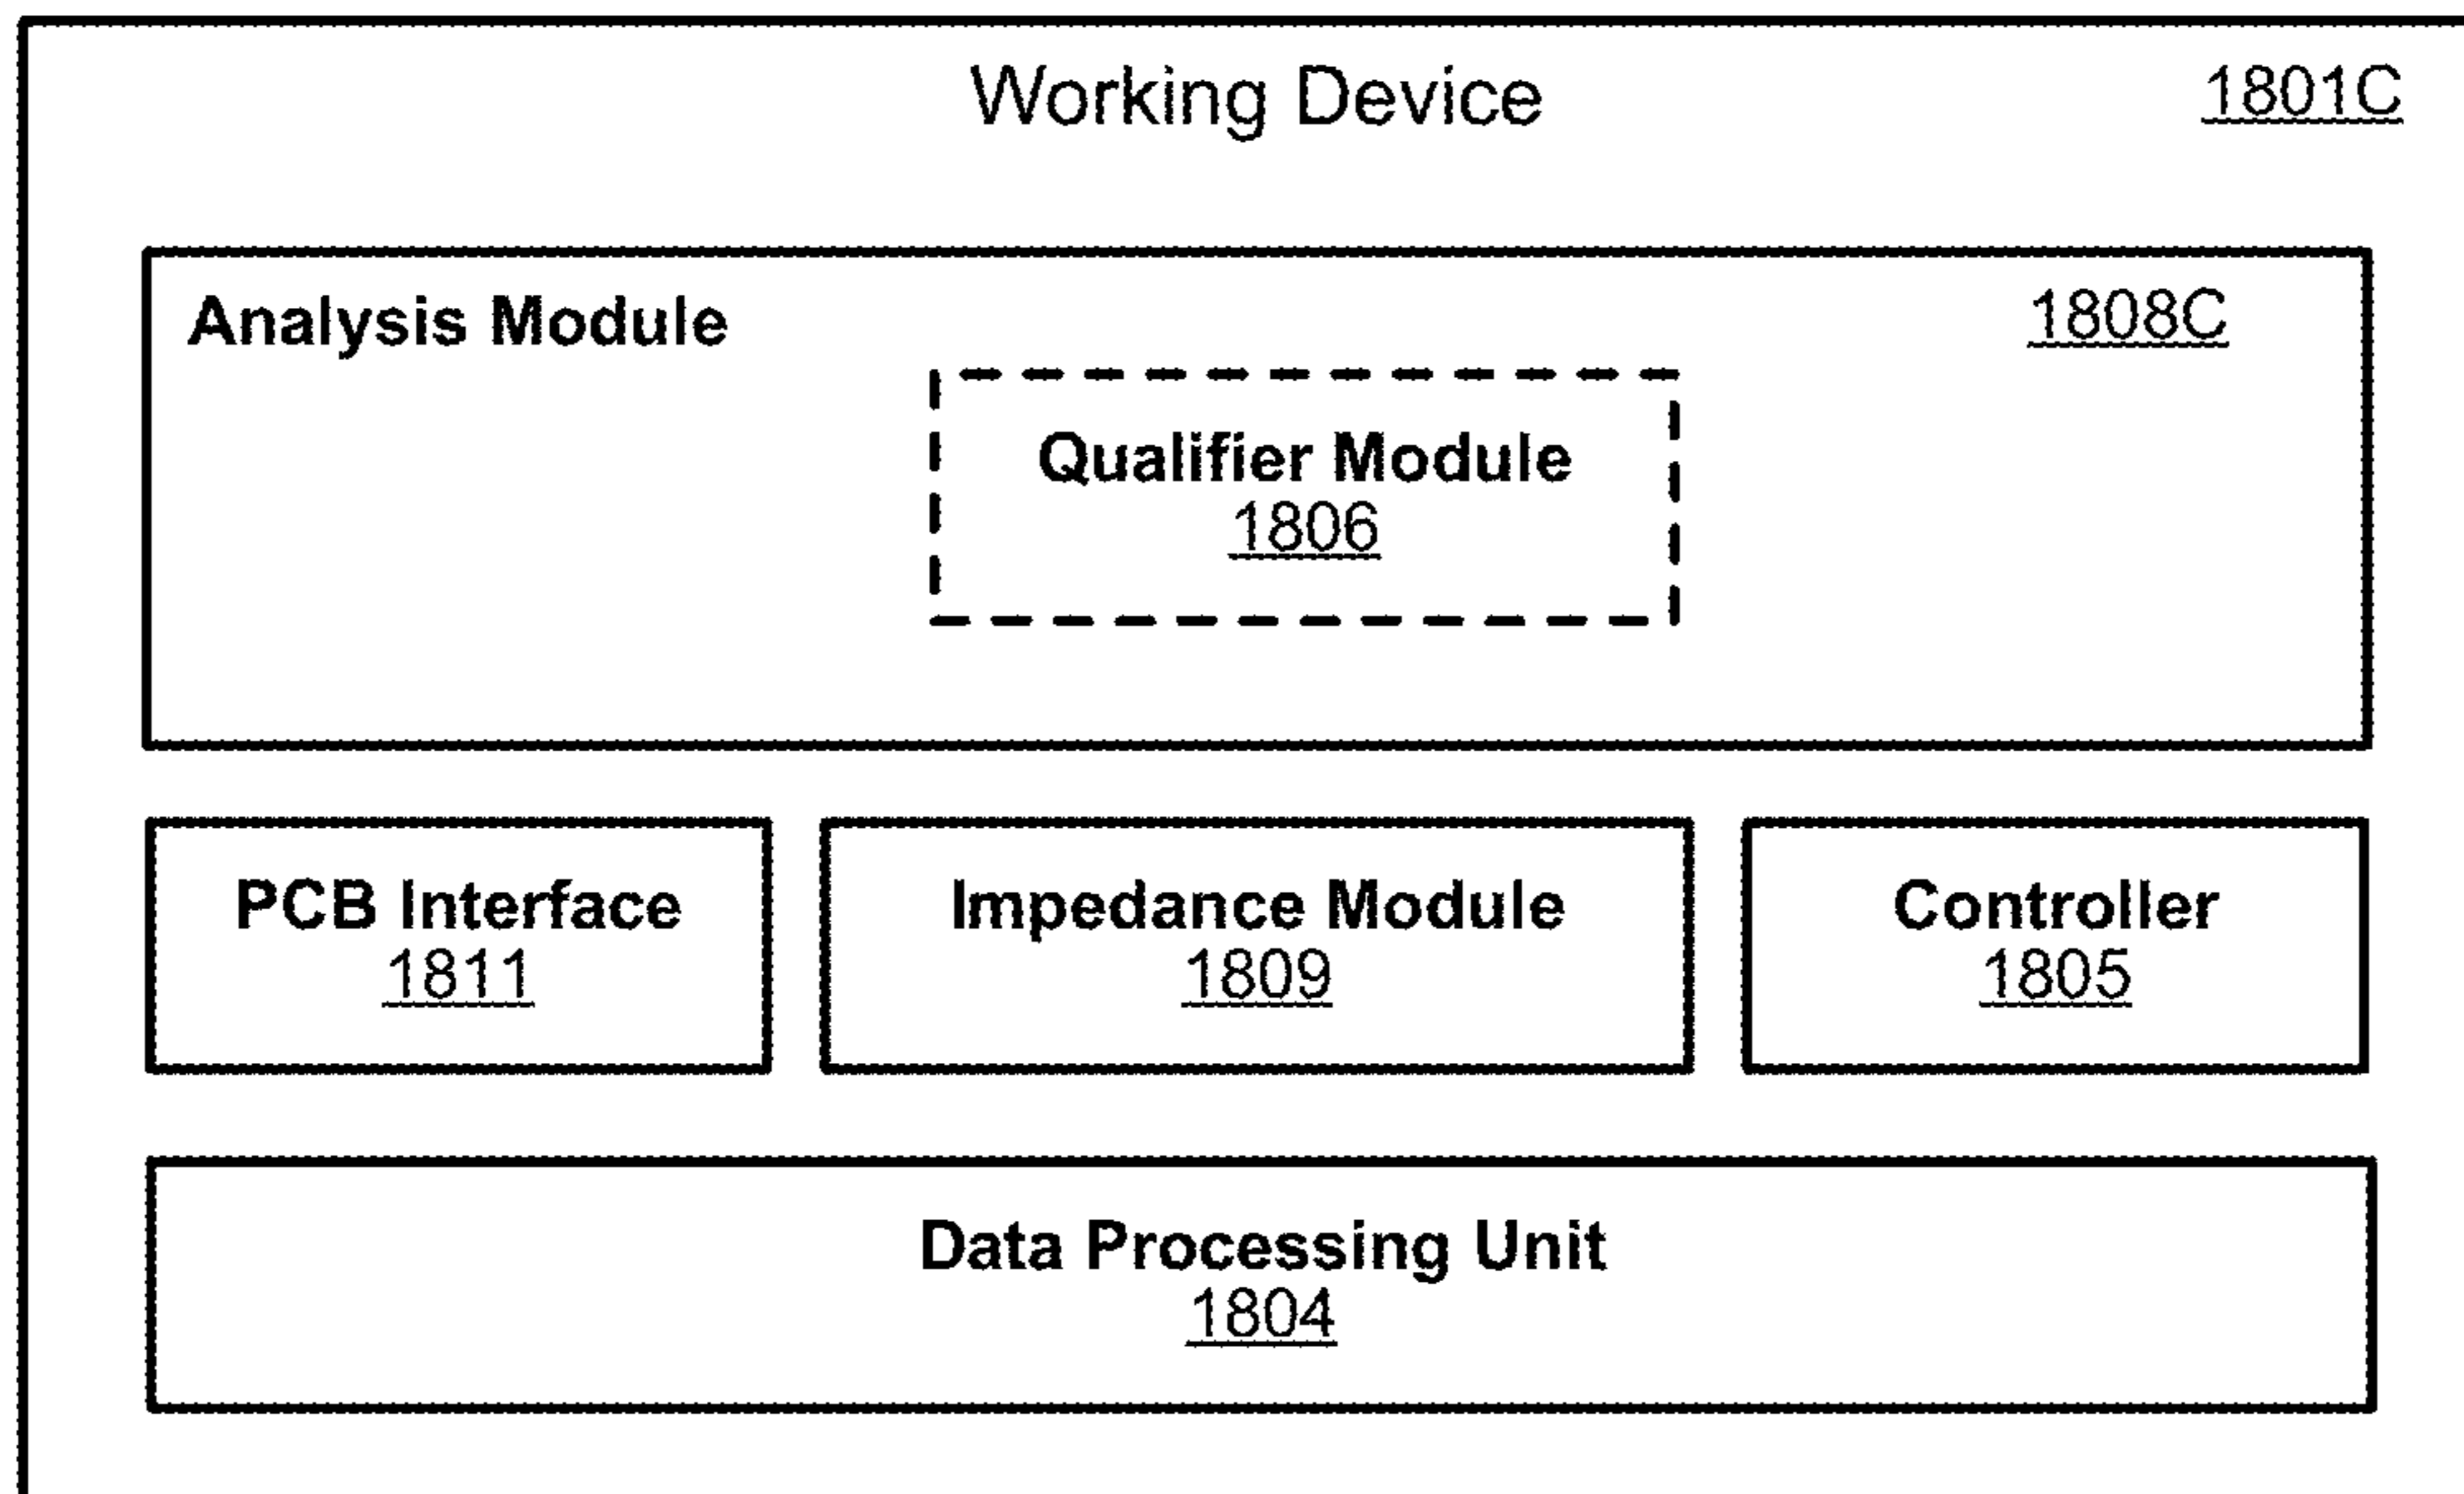 Working Device
1801C
Analysis Module
1808C
Qualifier Module
1806
PCB Interface
1811
Impedance Module
1809
Controller
1805
Data Processing Unit
1804